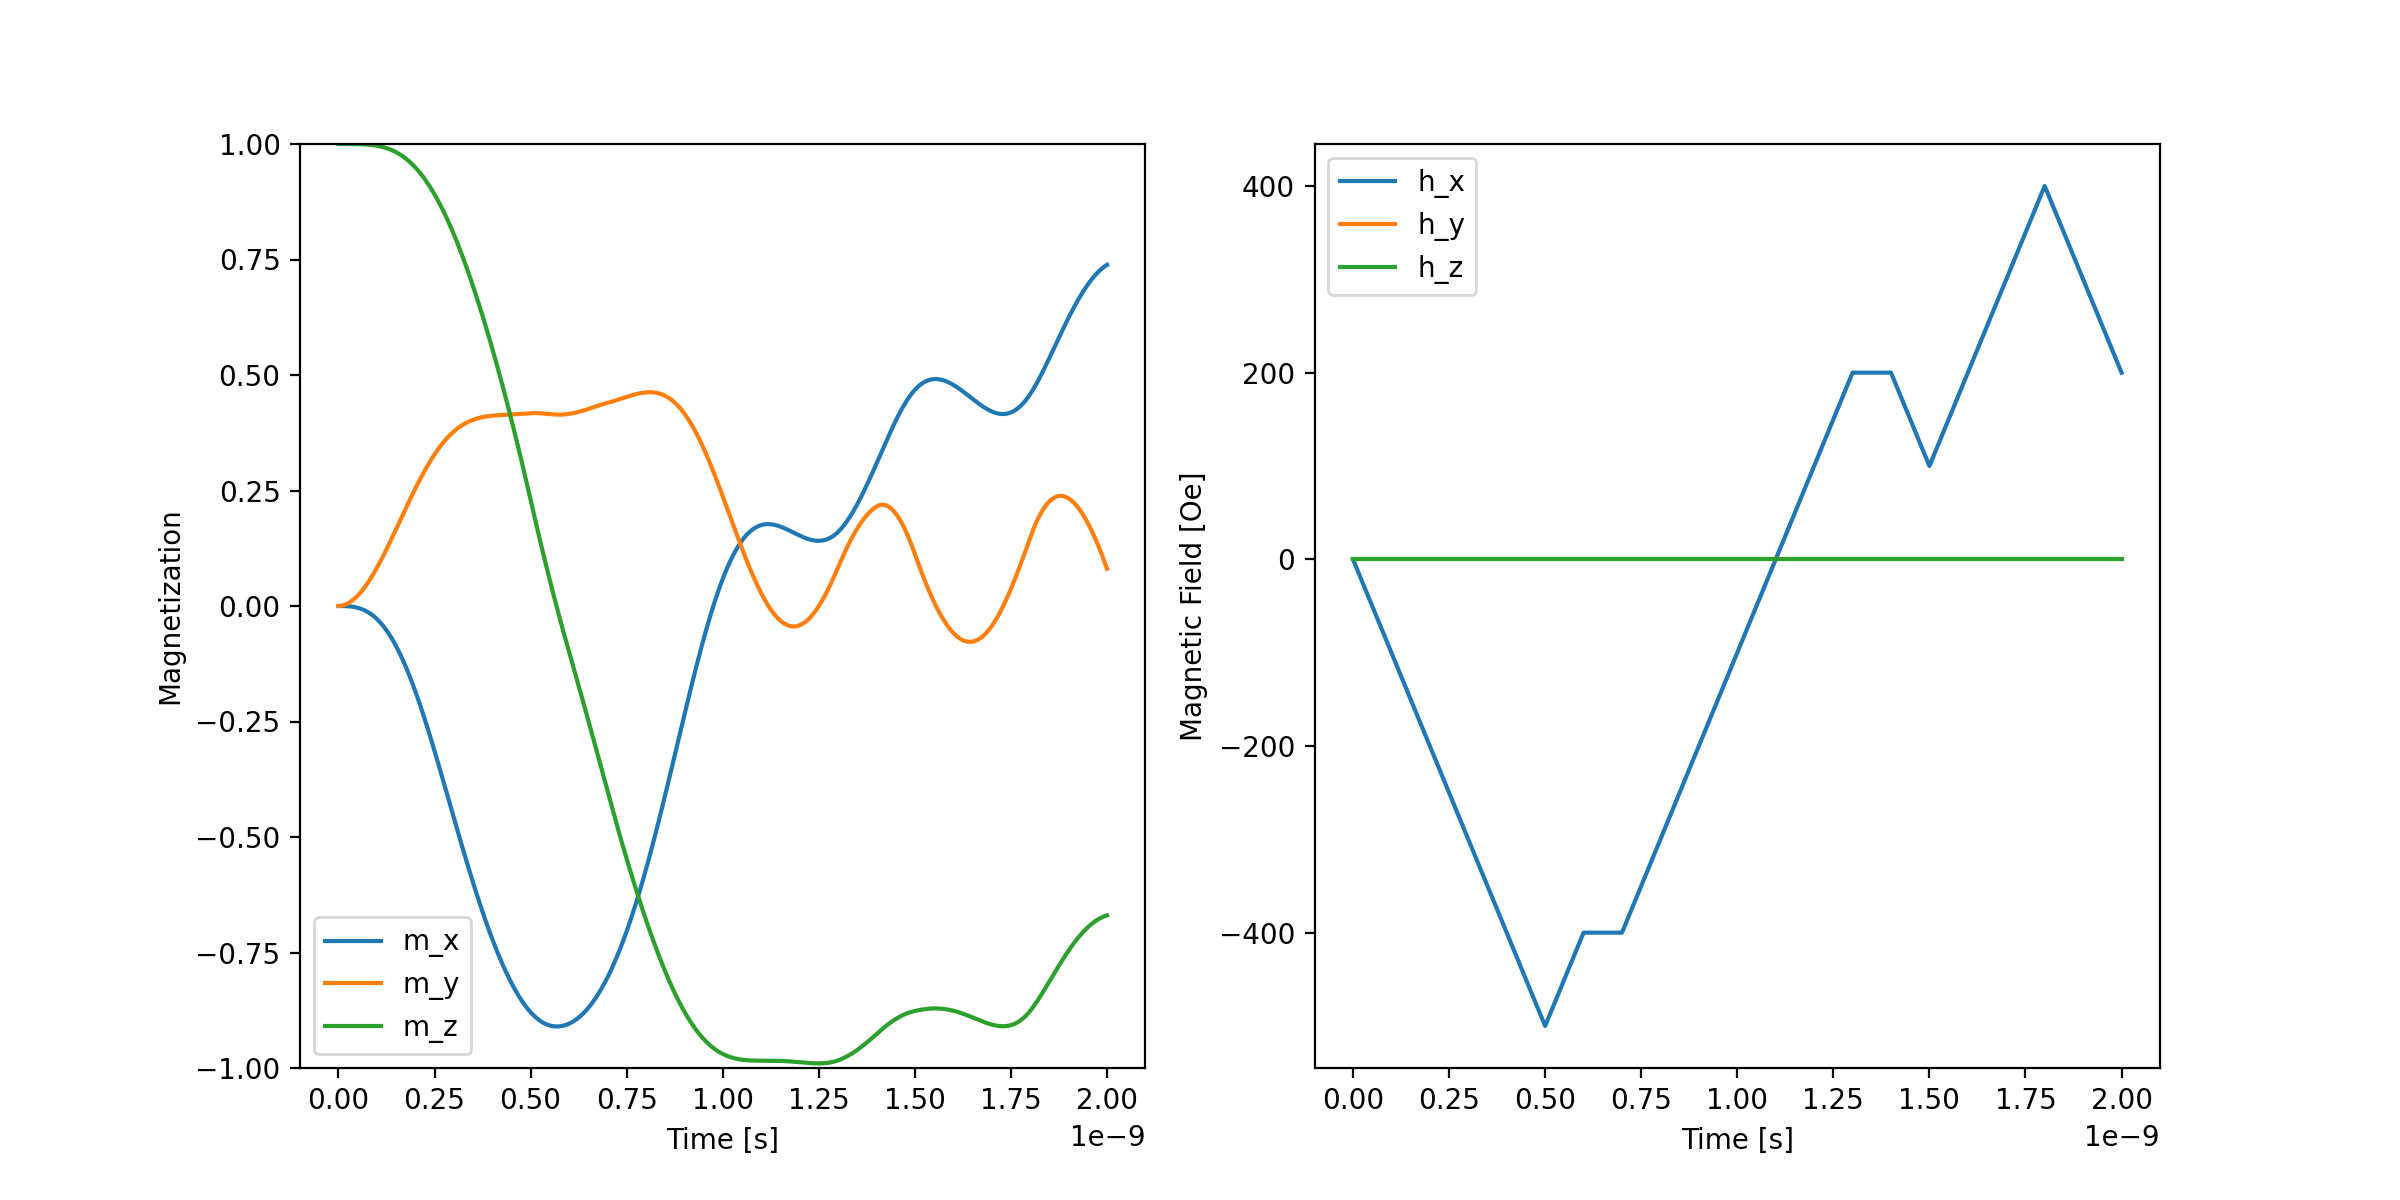 1.00
0.75
0.50
0.25
0.00
−0.25
−0.50
−0.75
−1.00
Magnetization
m_x
m_y
m_z
0.00 0.25 0.50 0.75 1.00 1.25 1.50 1.75 2.00
Time [s]
1e−9
400
200
0
−200
−400
Magnetic Field [Oe]
h_x
h_y
h_z
0.00 0.25 0.50 0.75 1.00 1.25 1.50 1.75 2.00
Time [s]
1e−9